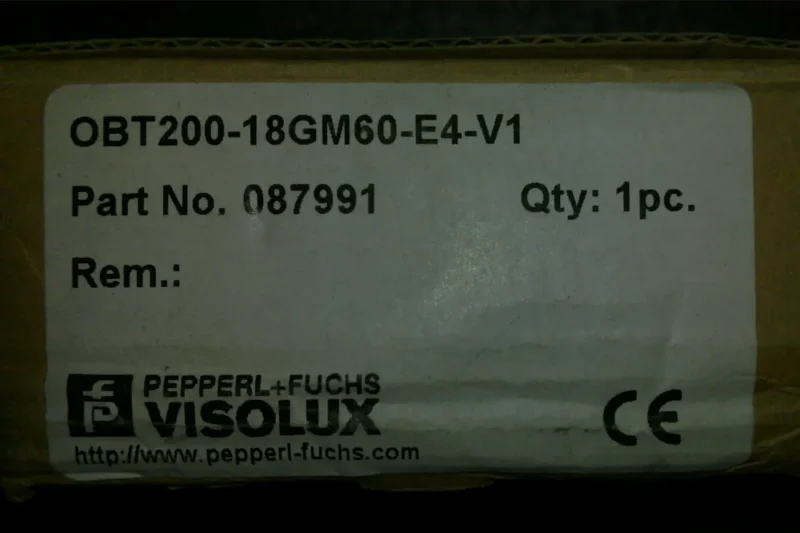 OBT200-18GM60-E4-V1
Part No. 087991 Qty: 1pc.
Rem.:
PEPPERL+FUCHS
VISOLUX
http://www.pepperl-fuchs.com
CE